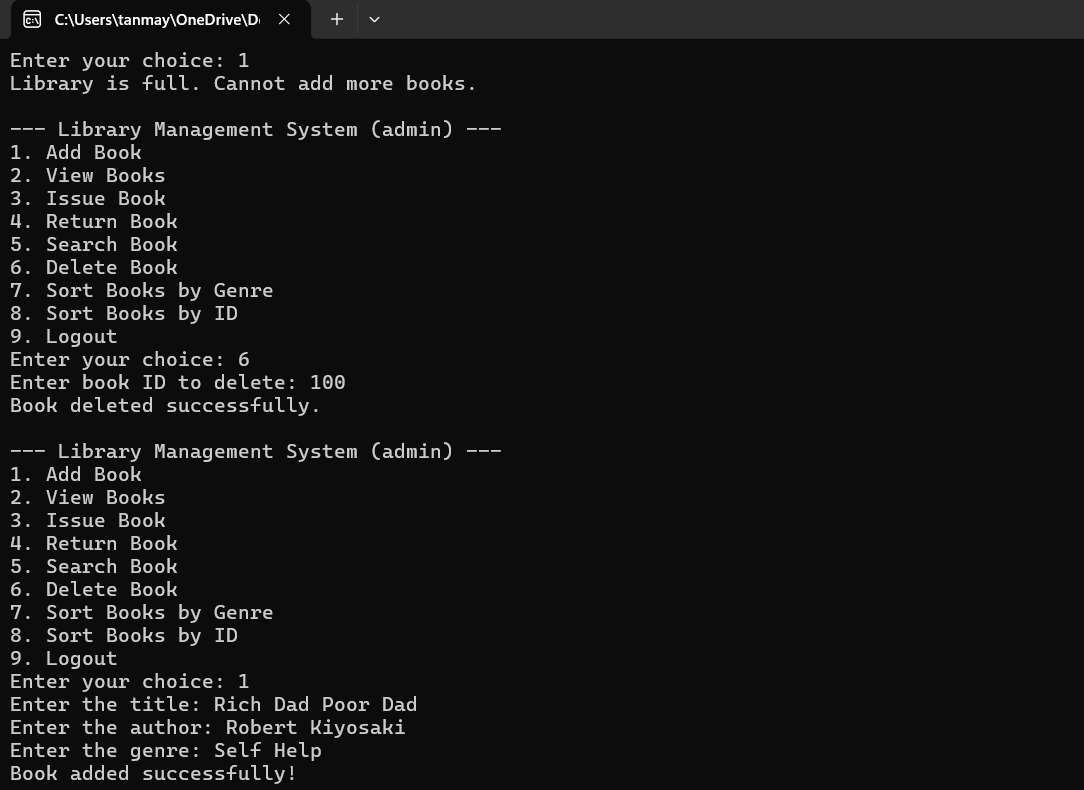 C:\Users\tanmay\OneDrive\D
Enter your choice: 1
Library is full. Cannot add more books.
--- Library Management System (admin) ---
1. Add Book
2. View Books
3. Issue Book
4. Return Book
5. Search Book
6. Delete Book
7. Sort Books by Genre
8. Sort Books by ID
9. Logout
Enter your choice: 6
Enter book ID to delete: 100
Book deleted successfully.
--- Library Management System (admin) ---
1. Add Book
2. View Books
3. Issue Book
4. Return Book
5. Search Book
6. Delete Book
7. Sort Books by Genre
8. Sort Books by ID
9. Logout
Enter your choice: 1
Enter the title: Rich Dad Poor Dad
Enter the author: Robert Kiyosaki
Enter the genre: Self Help
Book added successfully!